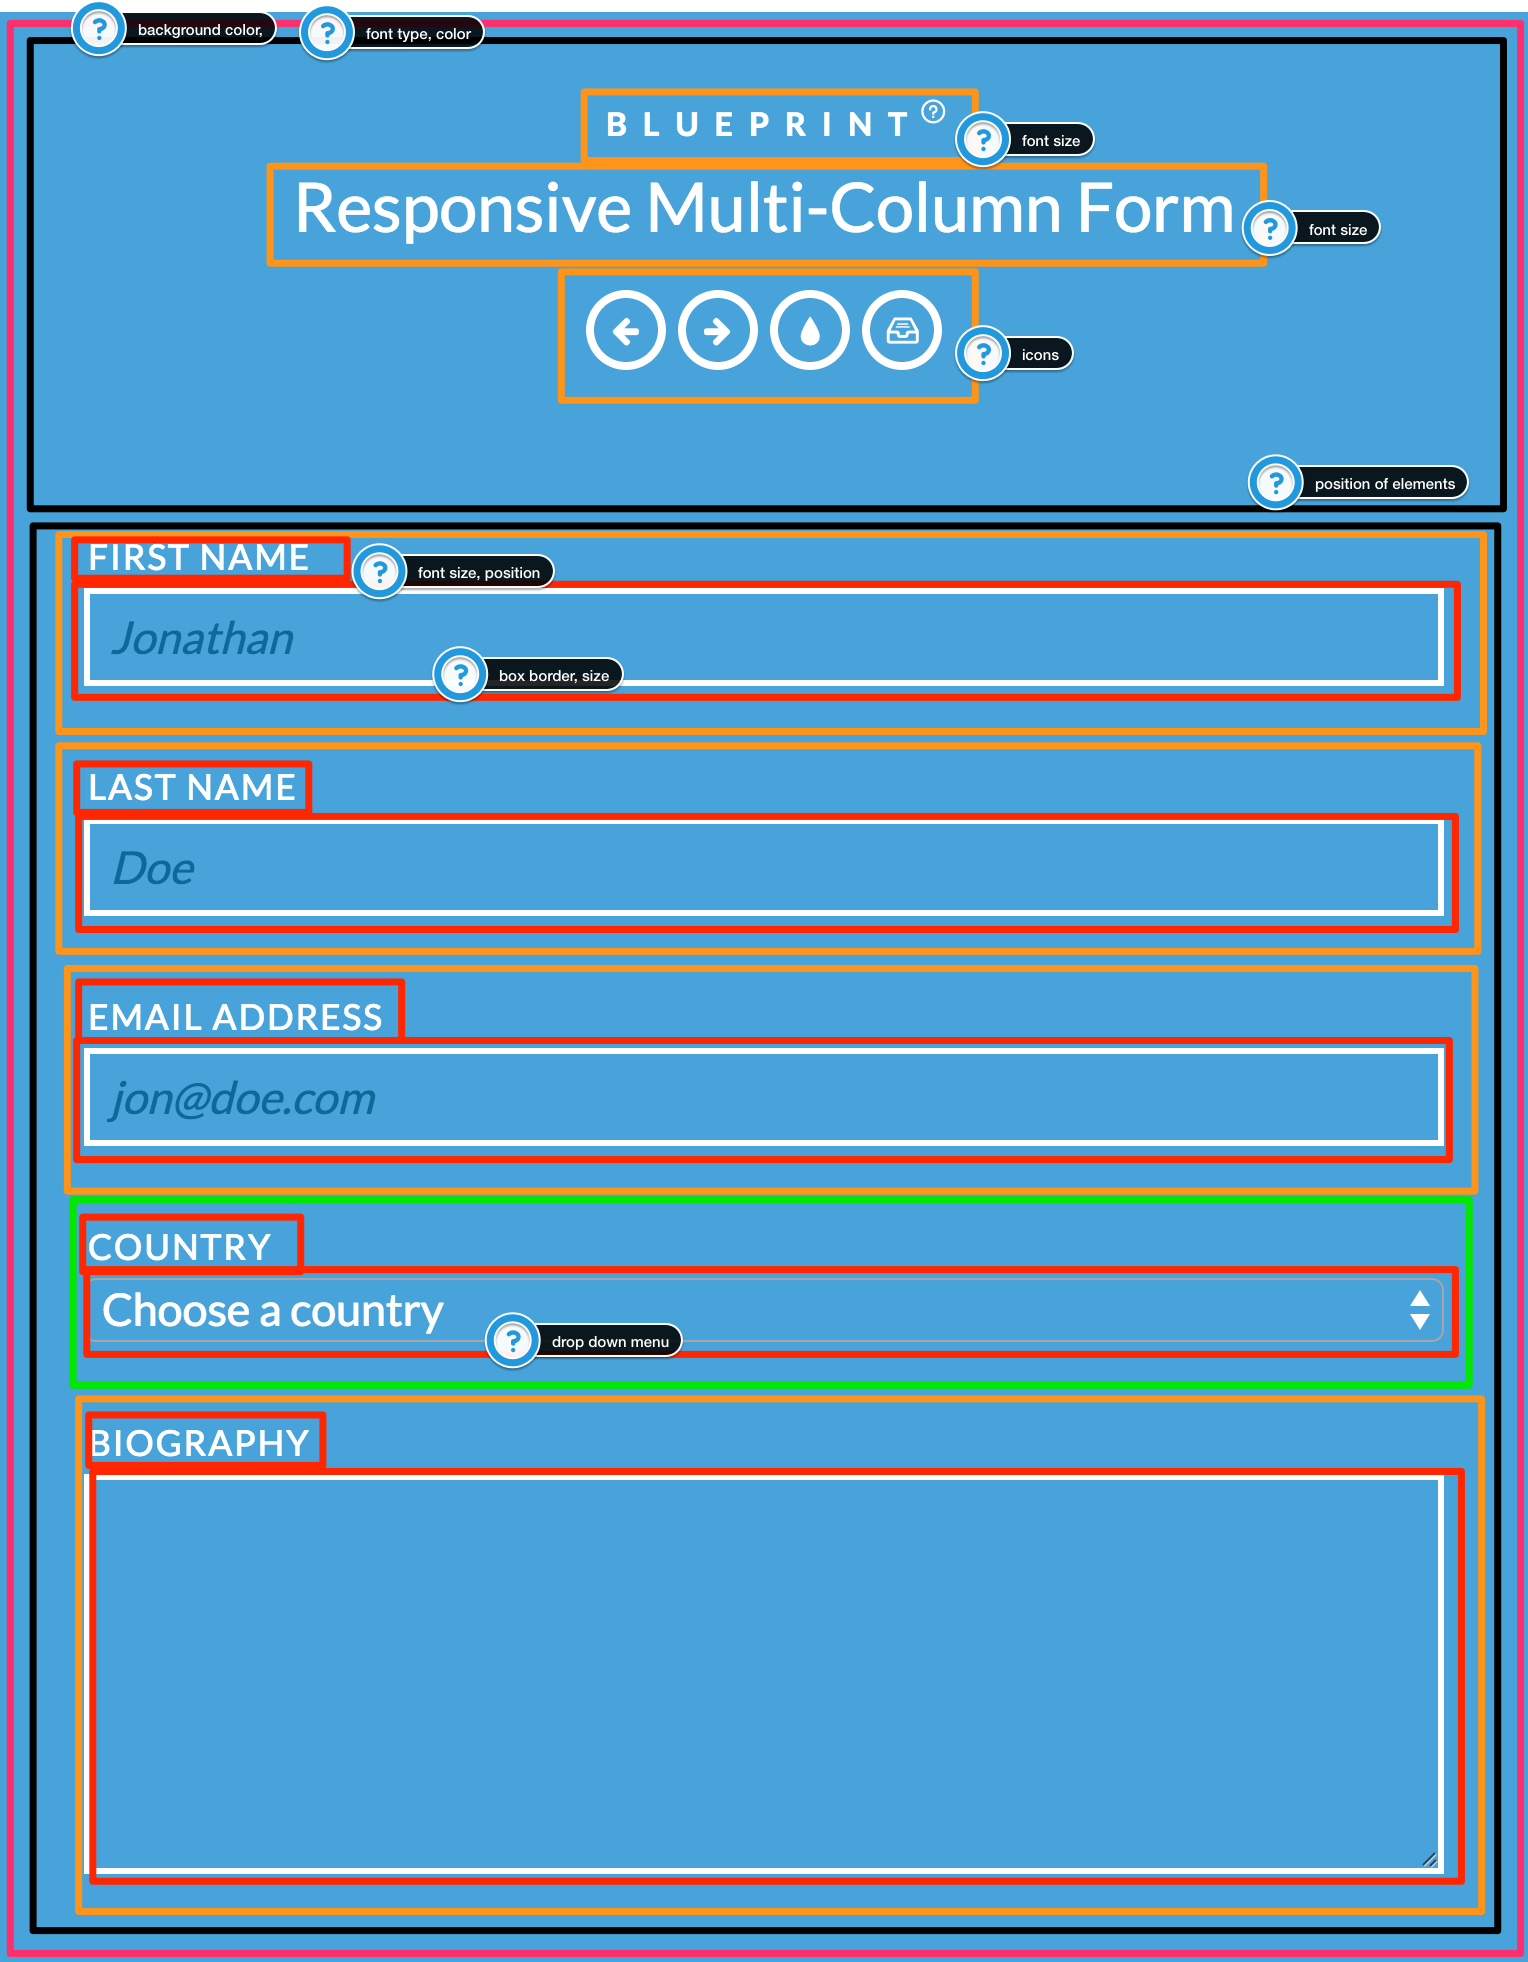 background color,
font type, color
BLUEPRINT
font size
Responsive Multi-Column Form
font size
icons
position of elements
FIRST NAME
font size, position
Jonathan
box border, size
LAST NAME
Doe
EMAIL ADDRESS
jon@doe.com
COUNTRY
Choose a country
drop down menu
BIOGRAPHY